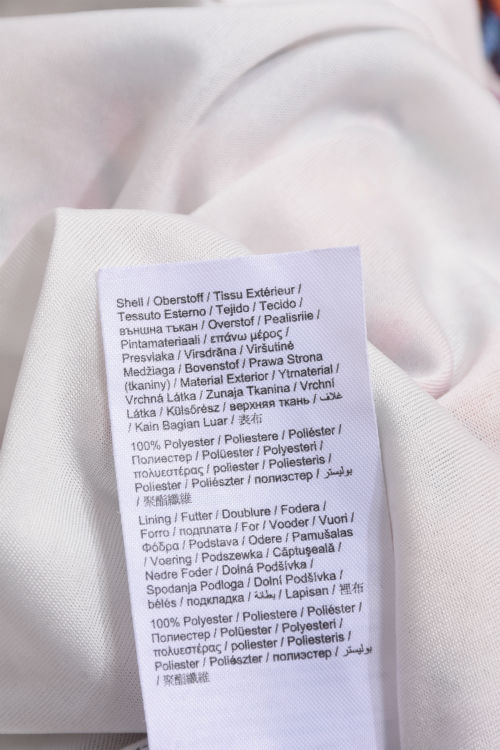 Shell / Oberstoff / Tissu Extérieur /
Tessuto Esterno / Tejido / Tecido /
външна тъкан / Overstof / Pealisriie /
Pintamateriaali / επάνω μέρος /
Presvlaka / Virsdrāna / Viršutinė
Medžiaga / Bovenstof / Prawa Strona
(tkaniny) / Material Exterior / Ytrnaterial /
Vrchná Látka / Zunaja Tkanina / Vrchní
Látka / Külsőrész / верхняя ткань / غلاف
/ Kain Bagian Luar / 表布
100% Polyester / Poliestere / Poliéster /
Полиестер / Polüester / Polyesteri /
πολυεστέρας / poliester / Poliesteris /
Poliester / Poliészter / полиэстер / بوليستر
/ 聚酯纖維
Lining / Futter / Doublure / Fodera /
Forro / подплата / For / Vooder / Vuori /
Φόδρα / Podstava / Odere / Pamušalas
/ Voering / Podszewka / Căptuşeală /
Nedre Foder / Dolná Podšívka /
Spodanja Podloga / Dolní Podšívka /
bélés / подкладка / بطانة / Lapisan / 裡布
100% Polyester / Poliestere / Poliéster /
Полиестер / Polüester / Polyesteri /
πολυεστέρας / poliester / Poliesteris /
Poliester / Poliészter / полиэстер / بوليستر
/ 聚酯纖維